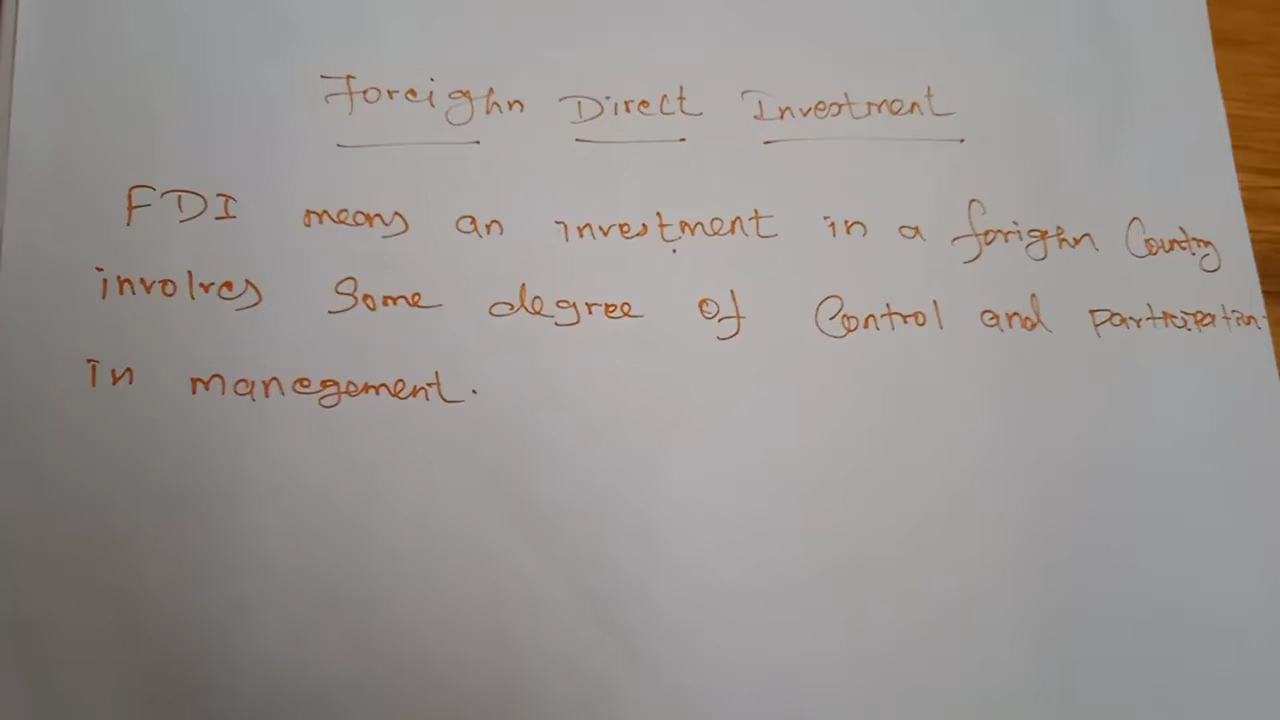 Foreighn Direct Investment
FDI means an investment in a forighn Country
involves Some degree of Control and participation
in manegement.